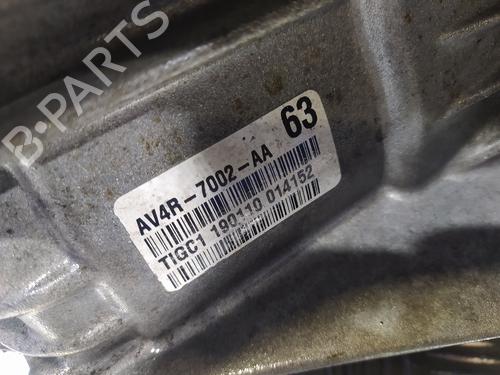 B-PARTS
63
AV4R-7002-AA
TIGC1 190110 014152